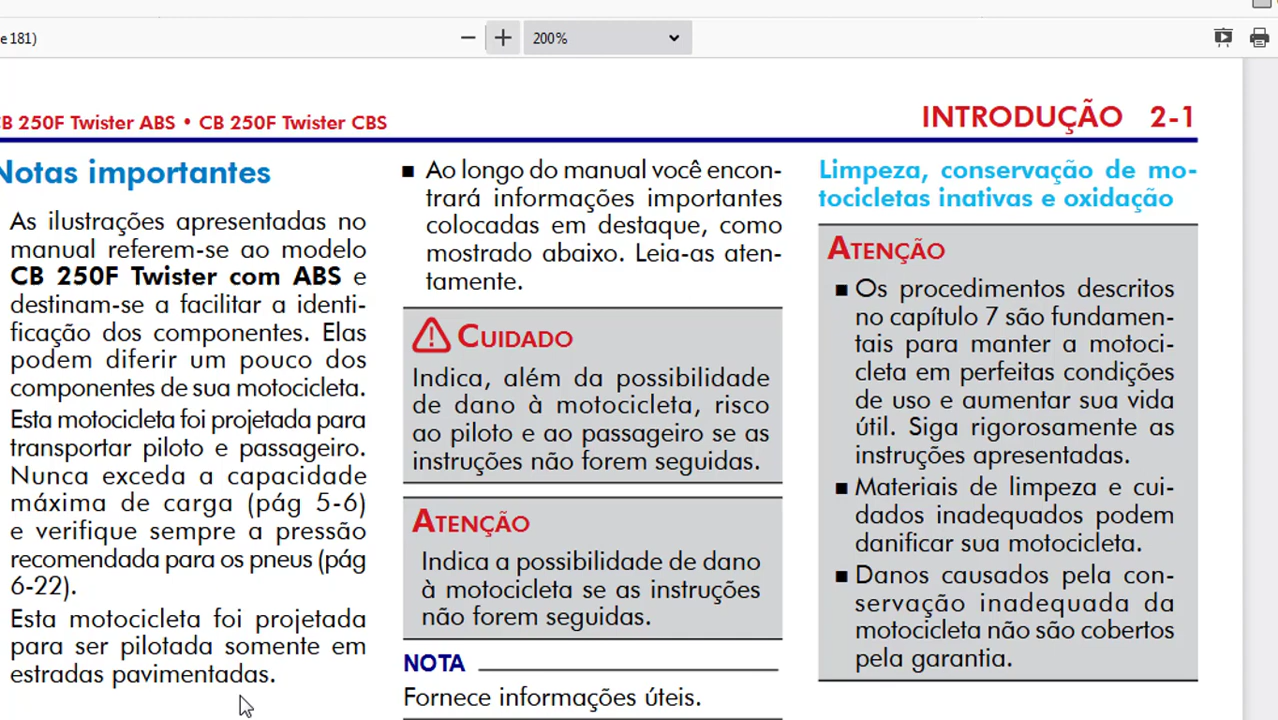 e 181)
200%
CB 250F Twister ABS • CB 250F Twister CBS
INTRODUÇÃO 2-1
Notas importantes
As ilustrações apresentadas no
manual referem-se ao modelo
CB 250F Twister com ABS e
destinam-se a facilitar a identi-
ficação dos componentes. Elas
podem diferir um pouco dos
componentes de sua motocicleta.
Esta motocicleta foi projetada para
transportar piloto e passageiro.
Nunca exceda a capacidade
máxima de carga (pág 5-6)
e verifique sempre a pressão
recomendada para os pneus (pág
6-22).
Esta motocicleta foi projetada
para ser pilotada somente em
estradas pavimentadas.
■ Ao longo do manual você encon-
trará informações importantes
colocadas em destaque, como
mostrado abaixo. Leia-as aten-
tamente.
CUIDADO
Indica, além da possibilidade
de dano à motocicleta, risco
ao piloto e ao passageiro se as
instruções não forem seguidas.
ATENÇÃO
Indica a possibilidade de dano
à motocicleta se as instruções
não forem seguidas.
NOTA
Fornece informações úteis.
Limpeza, conservação de mo-
tocicletas inativas e oxidação
ATENÇÃO
■ Os procedimentos descritos
no capítulo 7 são fundamen-
tais para manter a motoci-
cleta em perfeitas condições
de uso e aumentar sua vida
útil. Siga rigorosamente as
instruções apresentadas.
■ Materiais de limpeza e cui-
dados inadequados podem
danificar sua motocicleta.
■ Danos causados pela con-
servação inadequada da
motocicleta não são cobertos
pela garantia.